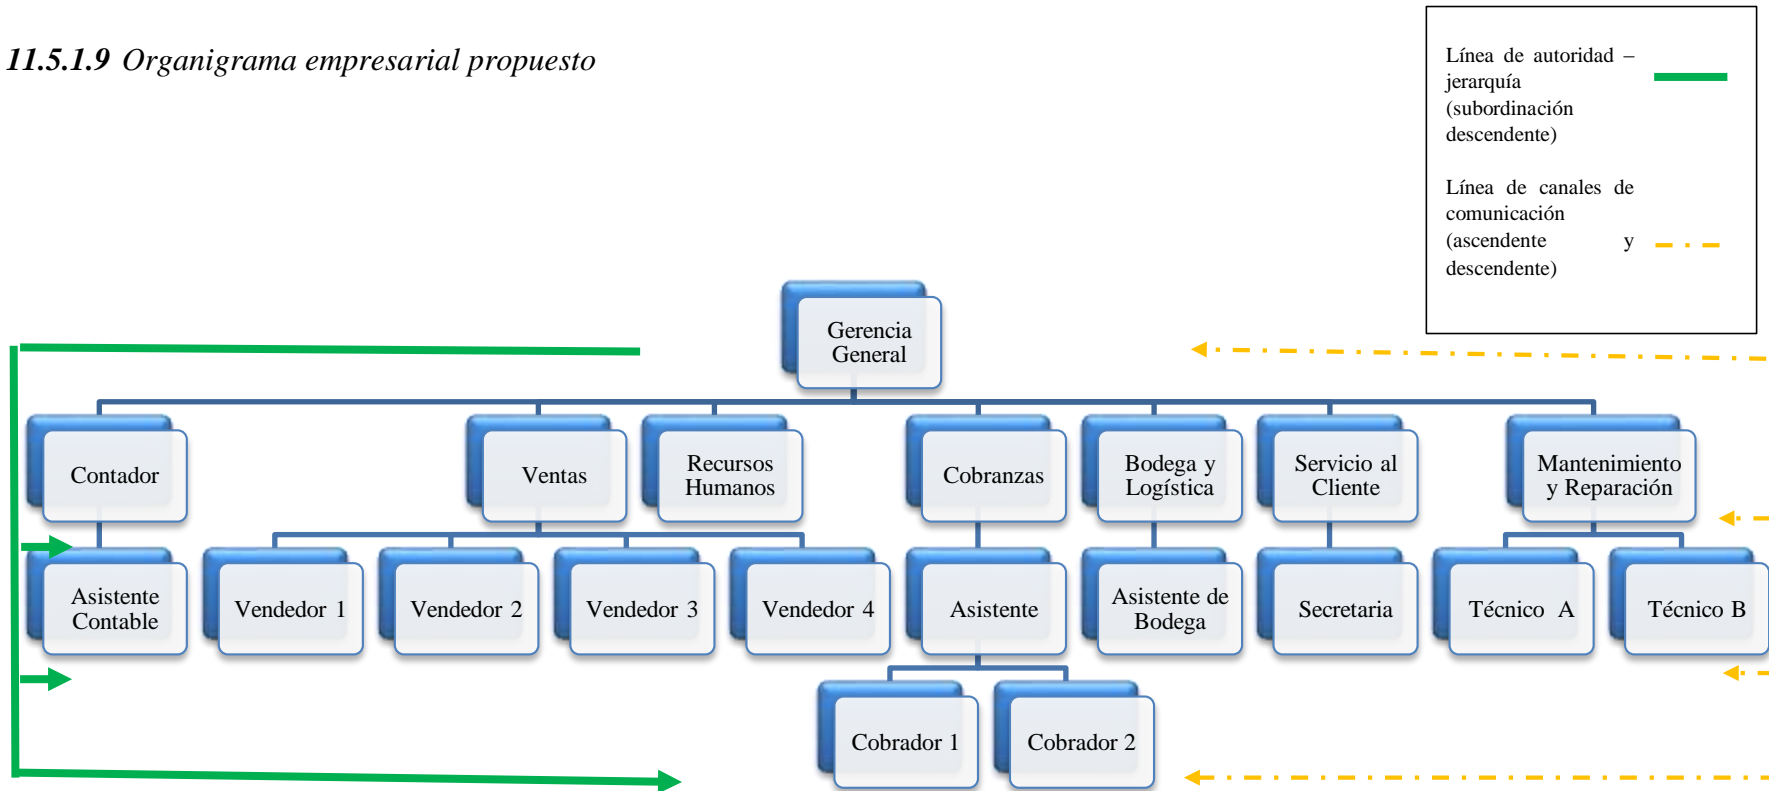 11.5.1.9 Organigrama empresarial propuesto
Línea de autoridad –
jerarquía
(subordinación
descendente)
Línea de canales de
comunicación
(ascendente y
descendente)
Gerencia
General
Contador
Ventas
Recursos
Humanos
Cobranzas
Bodega y
Logística
Servicio al
Cliente
Mantenimiento
y Reparación
Asistente
Contable
Vendedor 1
Vendedor 2
Vendedor 3
Vendedor 4
Asistente
Asistente de
Bodega
Secretaria
Técnico A
Técnico B
Cobrador 1
Cobrador 2